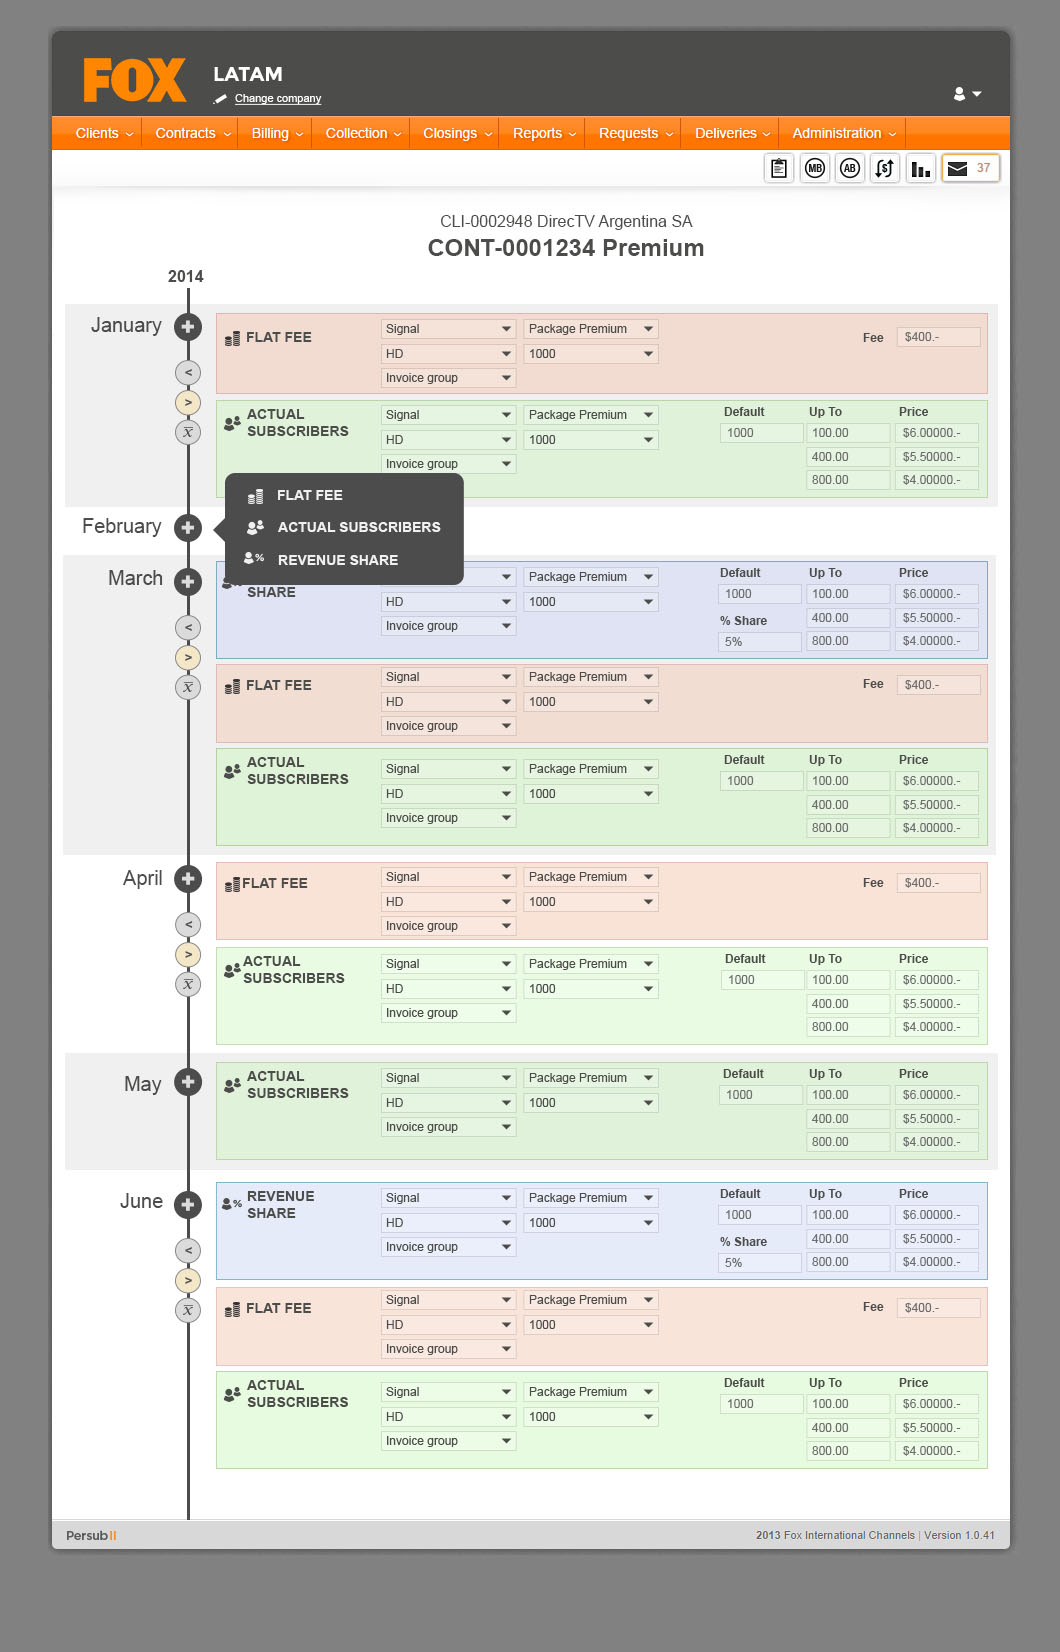 FOX
LATAM
Change company
Clients Contracts Billing Collection Closings Reports Requests Deliveries Administration
MB AB $ 37
CLI-0002948 DirecTV Argentina SA
CONT-0001234 Premium
2014
January
<
>
x̅
FLAT FEE
Signal Package Premium Fee $400.-
HD 1000
Invoice group
ACTUAL
SUBSCRIBERS
Signal Package Premium Default Up To Price
HD 1000 1000 100.00 $6.00000.-
Invoice group 400.00 $5.50000.-
800.00 $4.00000.-
February
FLAT FEE
ACTUAL SUBSCRIBERS
% REVENUE SHARE
March
<
>
x̅
SHARE
Package Premium Default Up To Price
HD 1000 1000 100.00 $6.00000.-
Invoice group % Share 400.00 $5.50000.-
5% 800.00 $4.00000.-
FLAT FEE
Signal Package Premium Fee $400.-
HD 1000
Invoice group
ACTUAL
SUBSCRIBERS
Signal Package Premium Default Up To Price
HD 1000 1000 100.00 $6.00000.-
Invoice group 400.00 $5.50000.-
800.00 $4.00000.-
April
<
>
x̅
FLAT FEE
Signal Package Premium Fee $400.-
HD 1000
Invoice group
ACTUAL
SUBSCRIBERS
Signal Package Premium Default Up To Price
HD 1000 1000 100.00 $6.00000.-
Invoice group 400.00 $5.50000.-
800.00 $4.00000.-
May
ACTUAL
SUBSCRIBERS
Signal Package Premium Default Up To Price
HD 1000 1000 100.00 $6.00000.-
Invoice group 400.00 $5.50000.-
800.00 $4.00000.-
June
<
>
x̅
% REVENUE
SHARE
Signal Package Premium Default Up To Price
HD 1000 1000 100.00 $6.00000.-
Invoice group % Share 400.00 $5.50000.-
5% 800.00 $4.00000.-
FLAT FEE
Signal Package Premium Fee $400.-
HD 1000
Invoice group
ACTUAL
SUBSCRIBERS
Signal Package Premium Default Up To Price
HD 1000 1000 100.00 $6.00000.-
Invoice group 400.00 $5.50000.-
800.00 $4.00000.-
Persub II
2013 Fox International Channels | Version 1.0.41